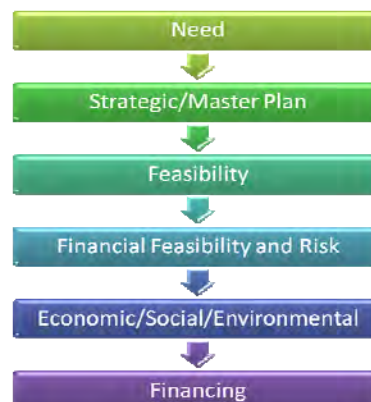 Need
Strategic/Master Plan
Feasibility
Financial Feasibility and Risk
Economic/Social/Environmental
Financing